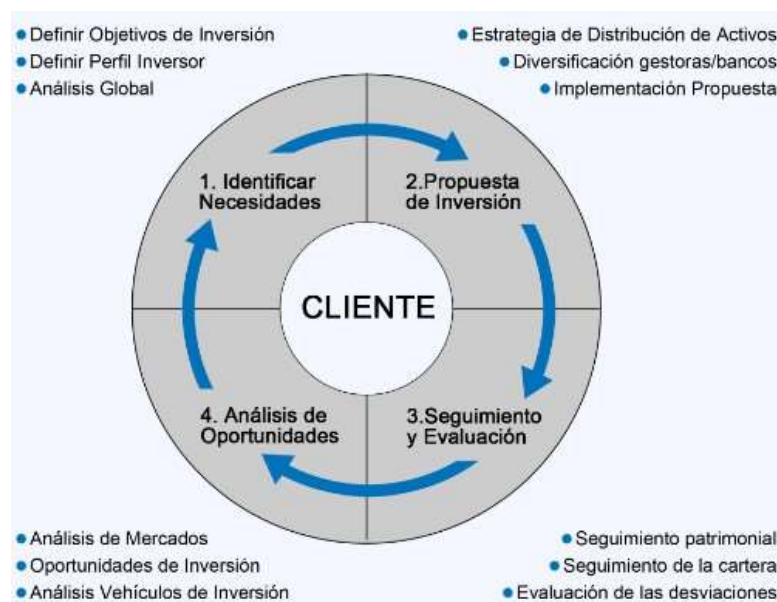 Definir Objetivos de Inversión
Definir Perfil Inversor
Análisis Global
Estrategia de Distribución de Activos
Diversificación gestoras/bancos
Implementación Propuesta
1. Identificar
Necesidades
2.Propuesta
de Inversión
CLIENTE
4. Análisis de
Oportunidades
3.Seguimiento
y Evaluación
Análisis de Mercados
Oportunidades de Inversión
Análisis Vehículos de Inversión
Seguimiento patrimonial
Seguimiento de la cartera
Evaluación de las desviaciones